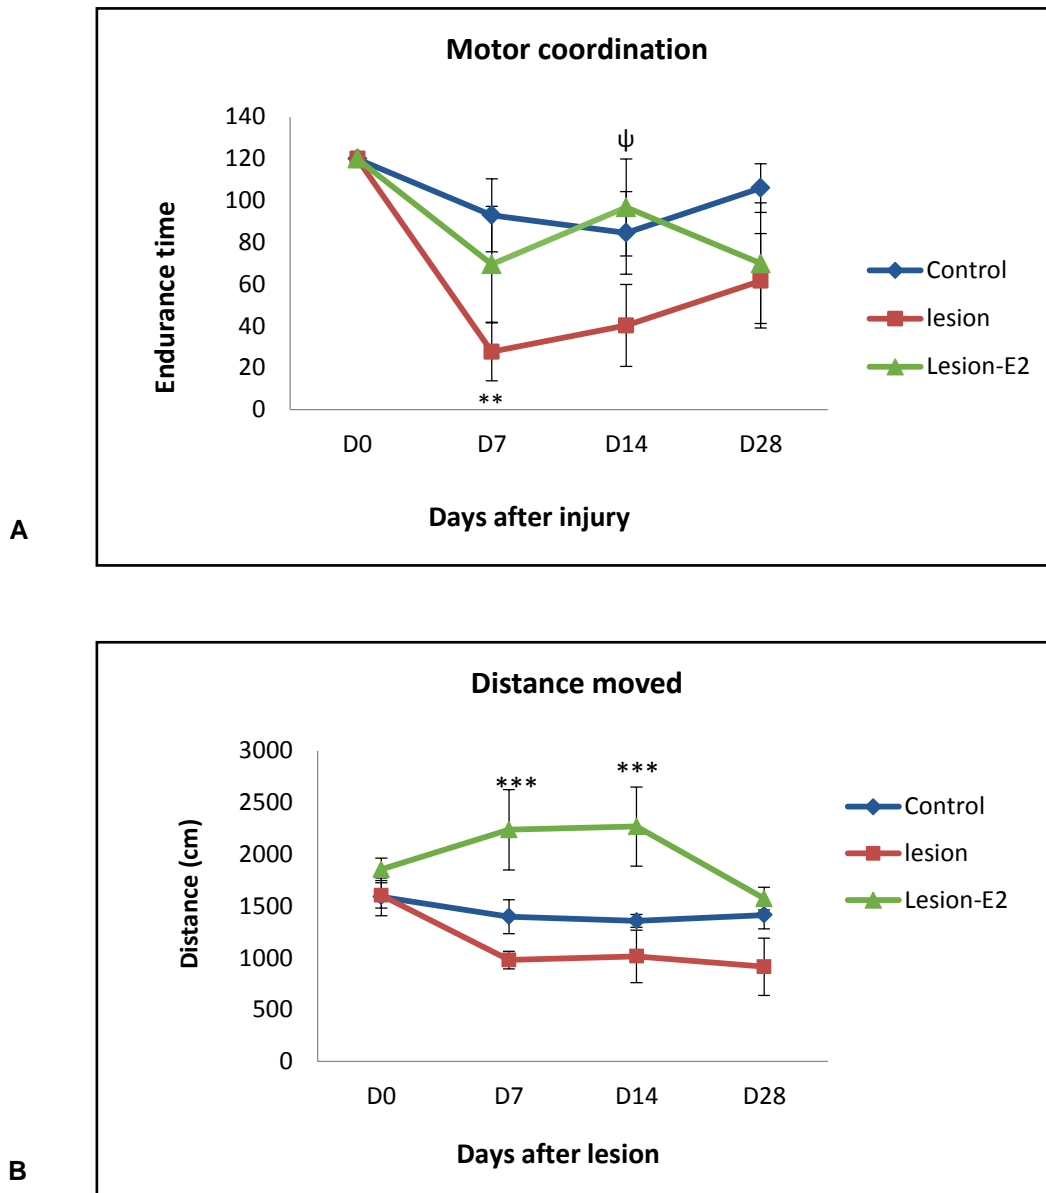 Motor coordination
140
120
100
80
60
40
20
0
Endurance time
ψ
**
D0 D7 D14 D28
Days after injury
Control
lesion
Lesion-E2
A
Distance moved
3000
2500
2000
1500
1000
500
0
Distance (cm)
*** ***
D0 D7 D14 D28
Days after lesion
Control
lesion
Lesion-E2
B